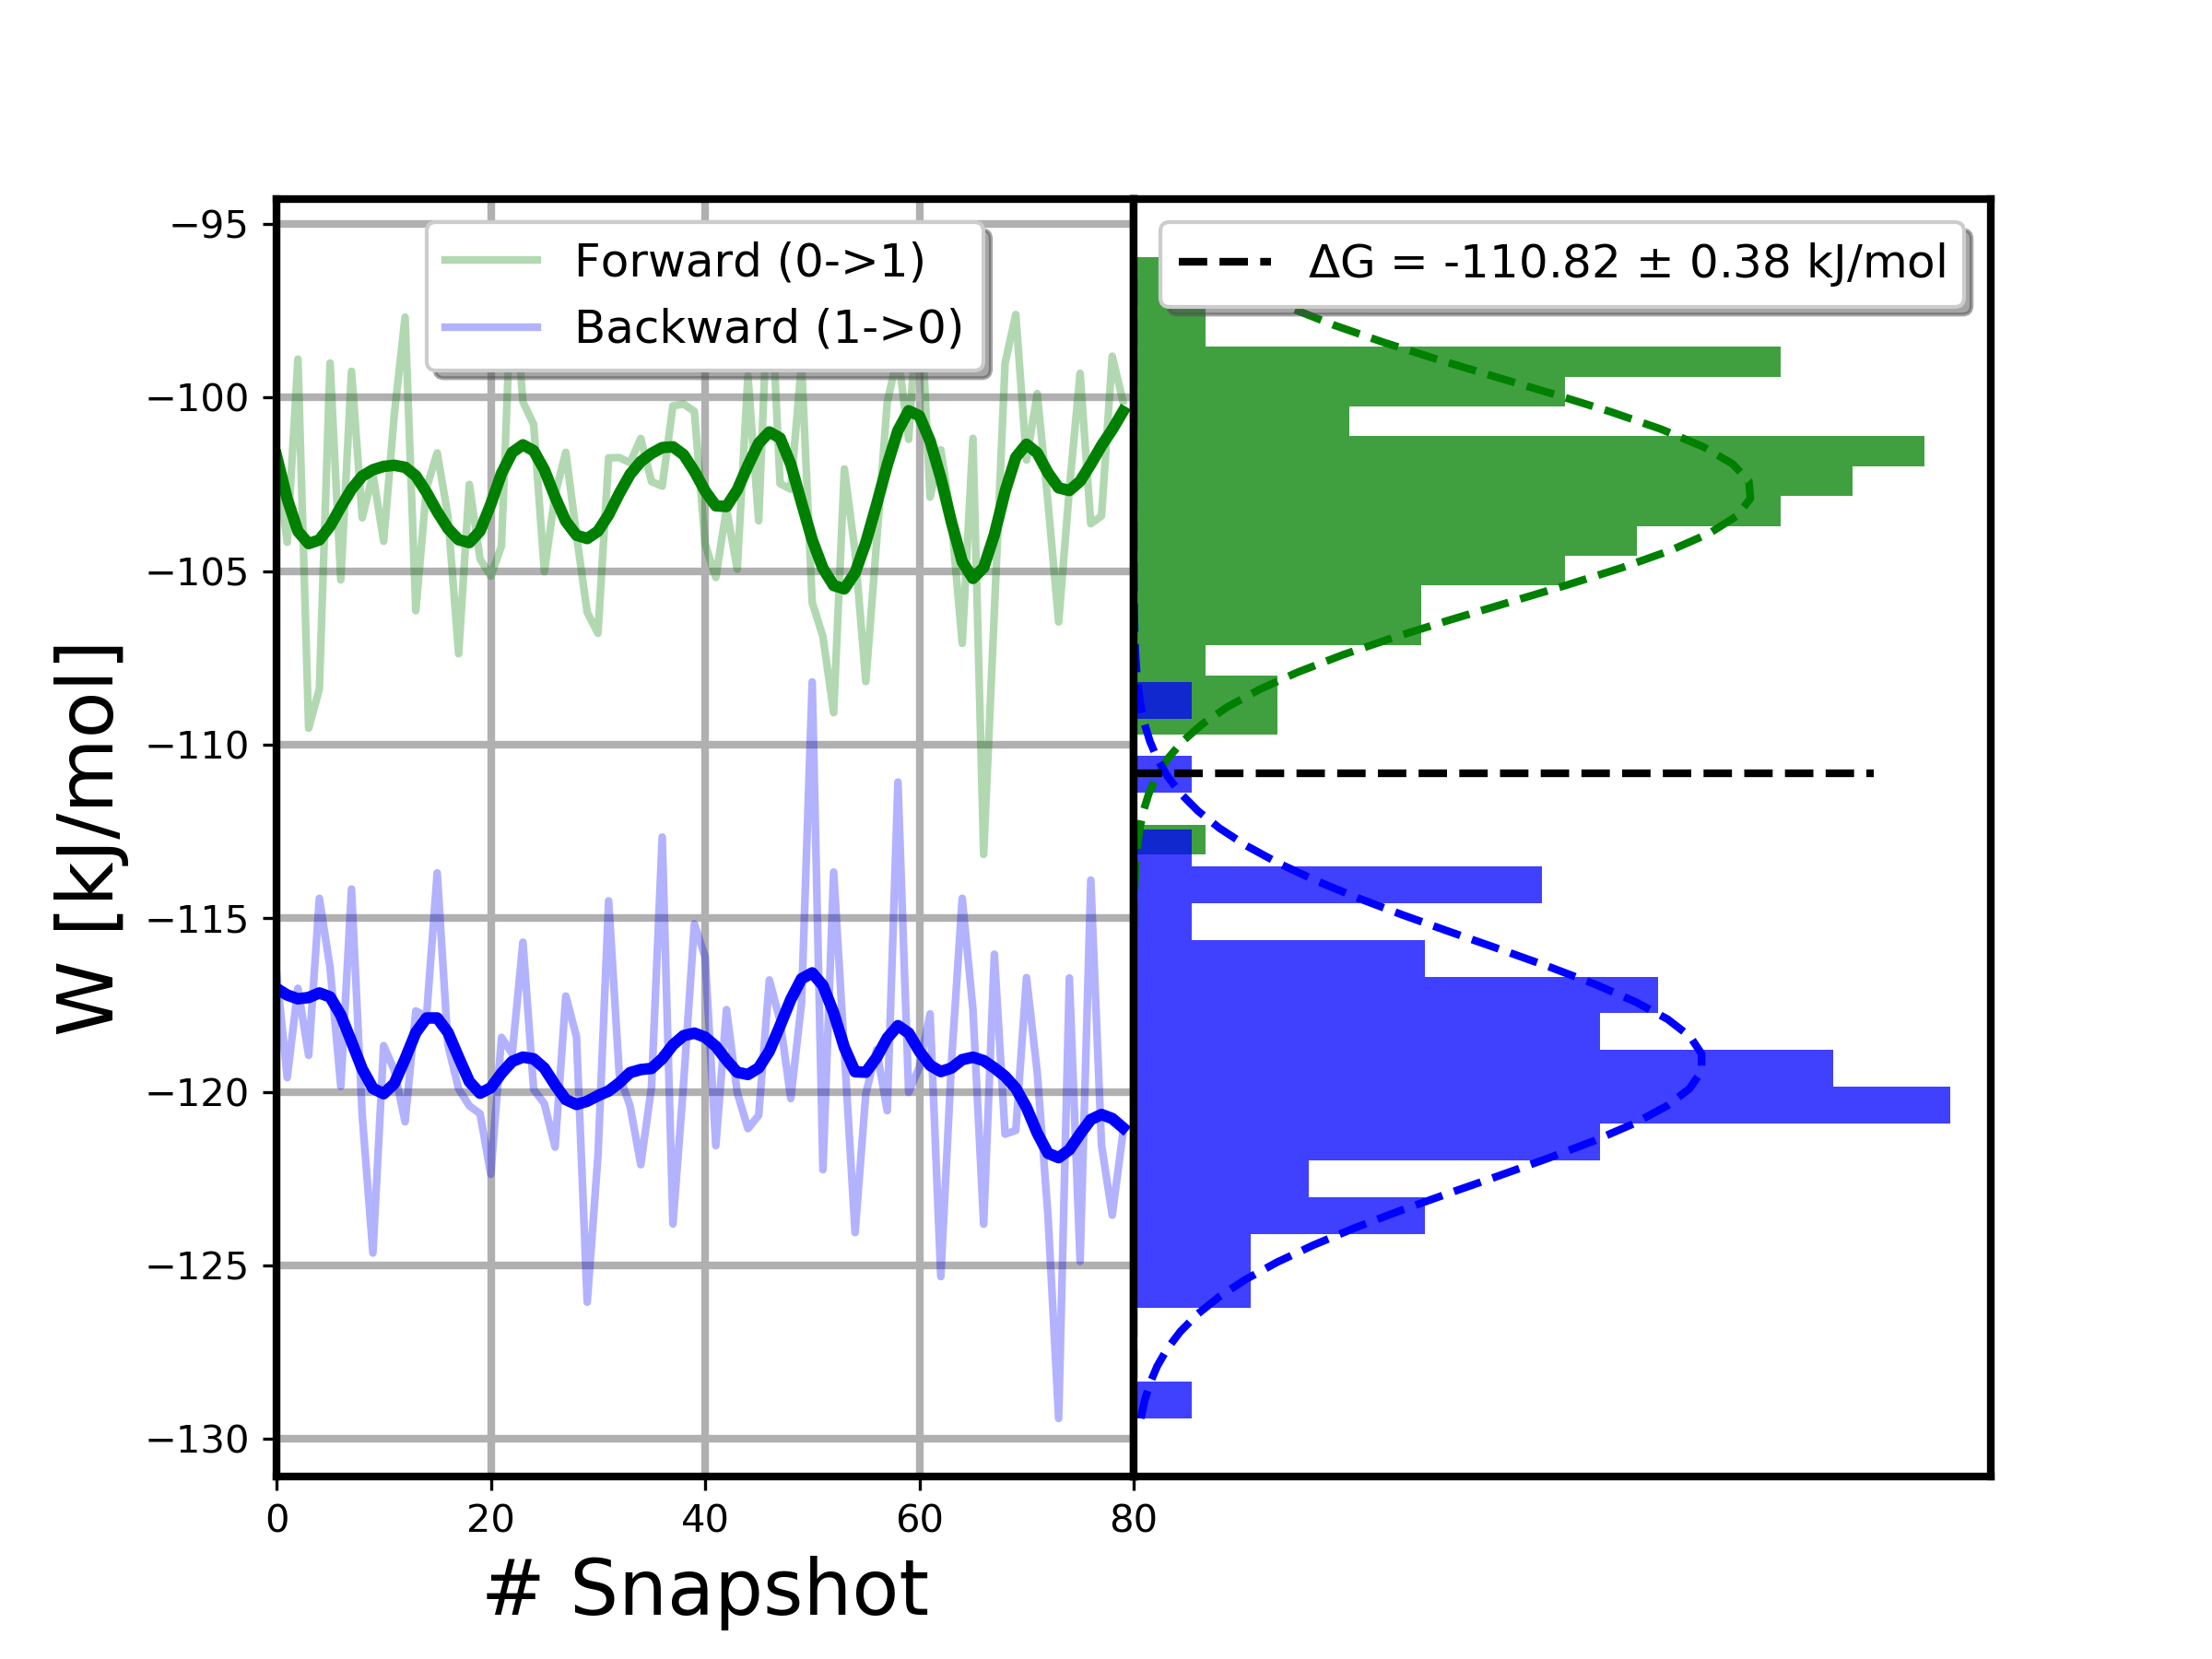 Forward (0->1)
Backward (1->0)
ΔG = -110.82 ± 0.38 kJ/mol
W [kJ/mol]
−95
−100
−105
−110
−115
−120
−125
−130
0 20 40 60 80
# Snapshot